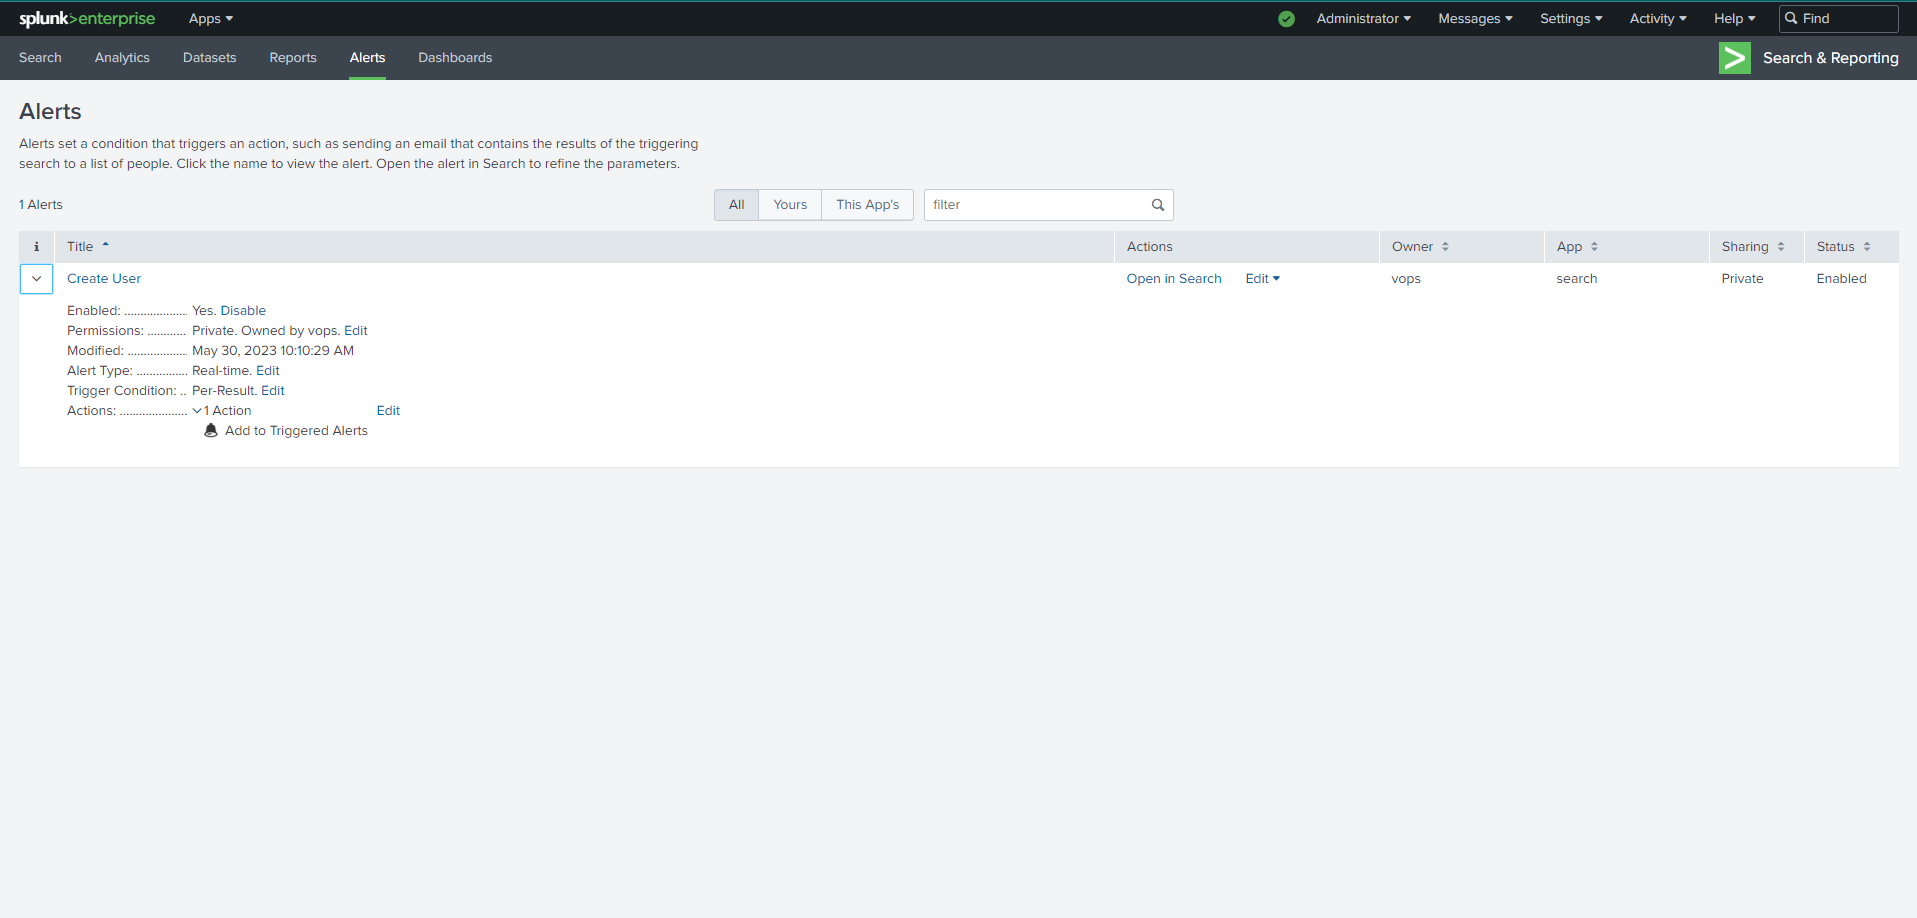 splunk>enterprise Apps Administrator Messages Settings Activity Help Find
Search Analytics Datasets Reports Alerts Dashboards Search & Reporting
Alerts
Alerts set a condition that triggers an action, such as sending an email that contains the results of the triggering
search to a list of people. Click the name to view the alert. Open the alert in Search to refine the parameters.
1 Alerts All Yours This App's filter
i Title Actions Owner App Sharing Status
Create User Open in Search Edit vops search Private Enabled
Enabled: ................... Yes. Disable
Permissions: ............ Private. Owned by vops. Edit
Modified: .................. May 30, 2023 10:10:29 AM
Alert Type: ................ Real-time. Edit
Trigger Condition: .. Per-Result. Edit
Actions: ..................... 1 Action Edit
Add to Triggered Alerts